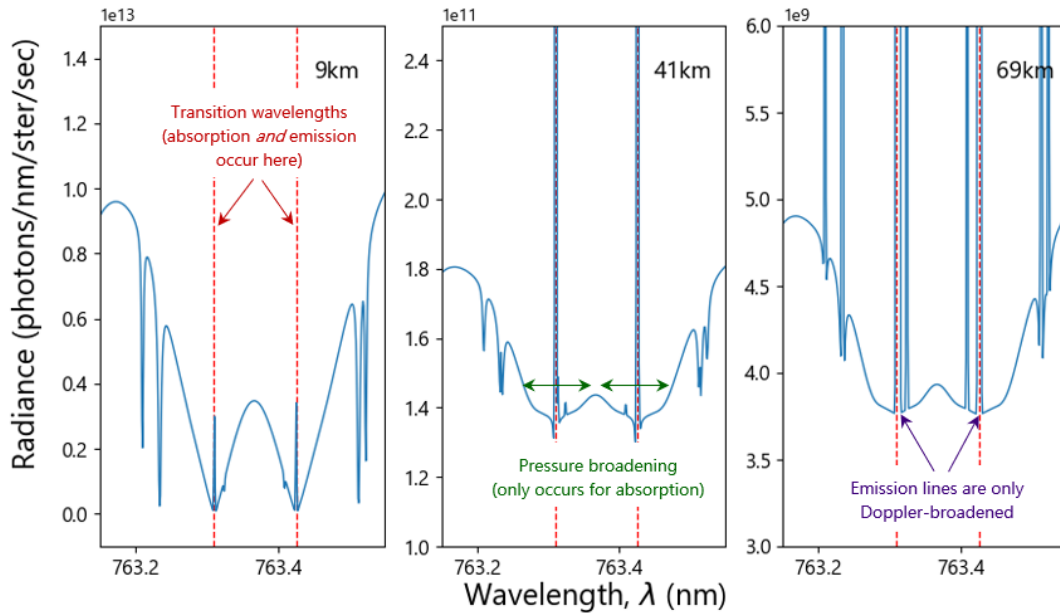 1e13
1e11
1e9
9km
41km
69km
Transition wavelengths
(absorption and emission
occur here)
Pressure broadening
(only occurs for absorption)
Emission lines are only
Doppler-broadened
Radiance (photons/nm/ster/sec)
1.4
1.2
1.0
0.8
0.6
0.4
0.2
0.0
2.4
2.2
2.0
1.8
1.6
1.4
1.2
1.0
6.0
5.5
5.0
4.5
4.0
3.5
3.0
763.2
763.4
763.2
763.4
763.2
763.4
Wavelength, λ (nm)